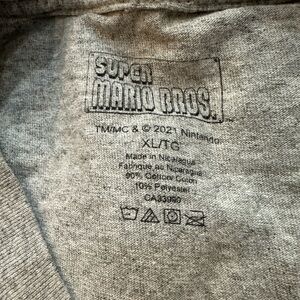 SUPER
MARIO BROS.™
TM/MC & © 2021 Nintendo.
XL/TG
Made in Nicaragua
Fabriqué au Nicaragua
90% Cotton/ Coton
10% Polyester